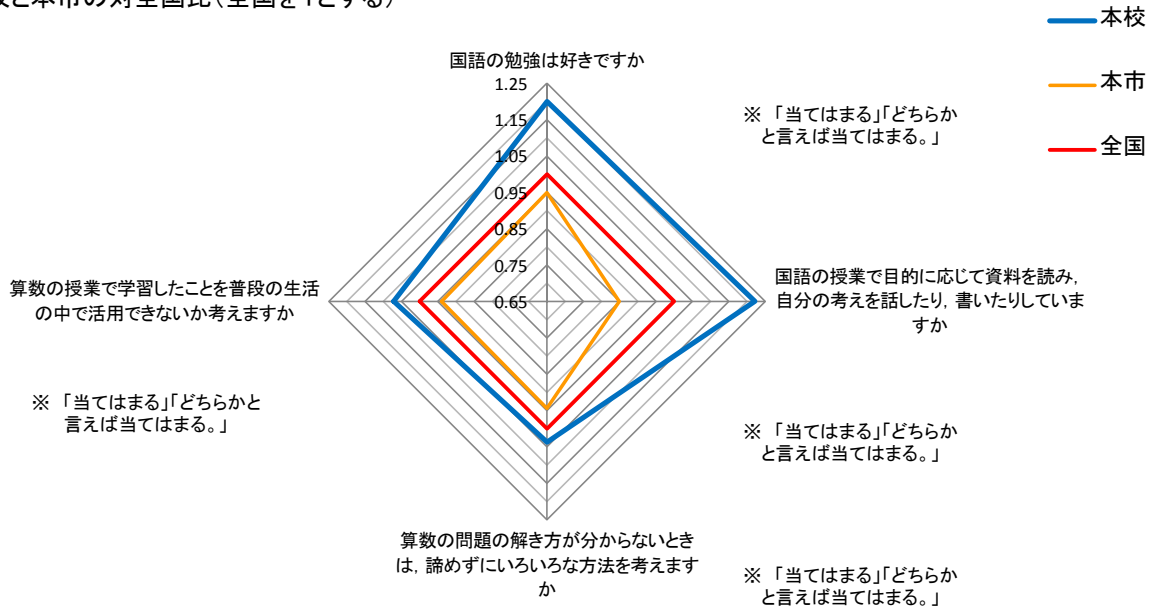 と本市の対全国比（全国を1とする）
本校
本市
全国
国語の勉強は好きですか
※ 「当てはまる」「どちらか
と言えば当てはまる。」
1.25
1.15
1.05
0.95
0.85
0.75
0.65
国語の授業で目的に応じて資料を読み，
自分の考えを話したり，書いたりしていま
すか
※ 「当てはまる」「どちらか
と言えば当てはまる。」
算数の授業で学習したことを普段の生活
の中で活用できないか考えますか
※ 「当てはまる」「どちらかと
言えば当てはまる。」
算数の問題の解き方が分からないとき
は，諦めずにいろいろな方法を考えます
か
※ 「当てはまる」「どちらか
と言えば当てはまる。」